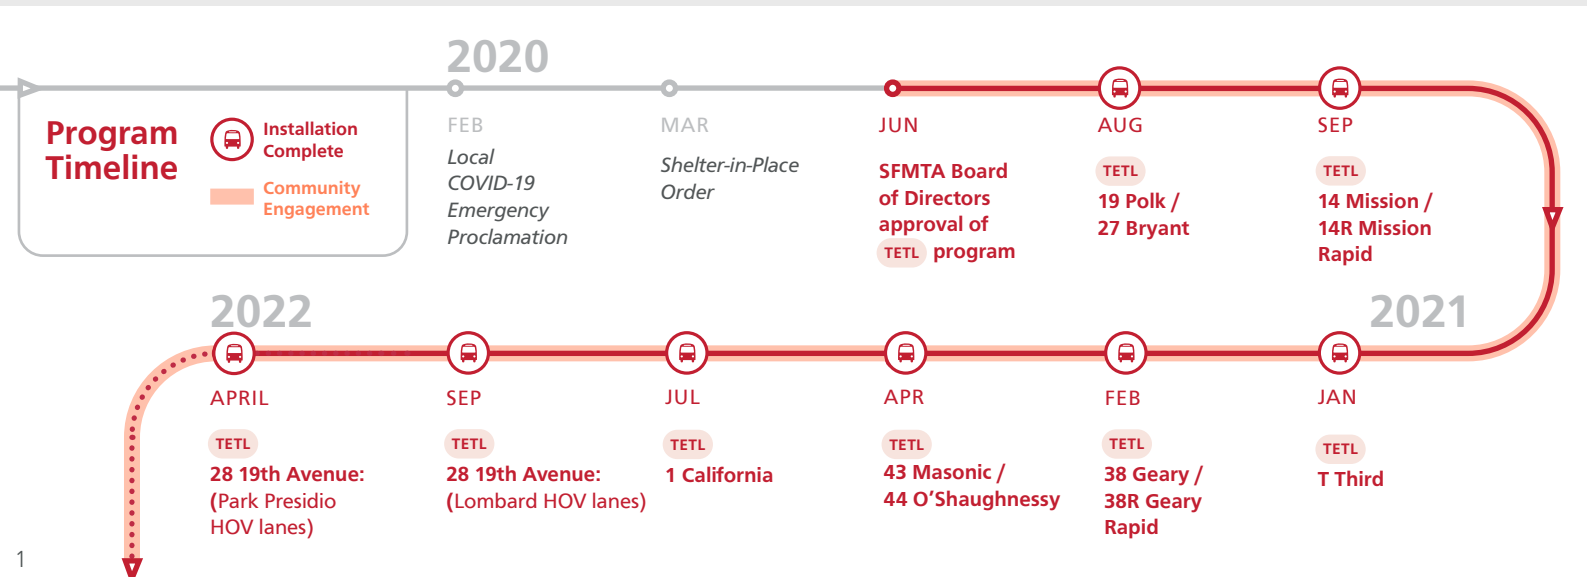 Program
Timeline
Installation
Complete
Community
Engagement
2020
FEB
Local
COVID-19
Emergency
Proclamation
MAR
Shelter-in-Place
Order
JUN
SFMTA Board
of Directors
approval of
TETL program
AUG
TETL
19 Polk /
27 Bryant
SEP
TETL
14 Mission /
14R Mission
Rapid
2021
JAN
TETL
T Third
FEB
TETL
38 Geary /
38R Geary
Rapid
APR
TETL
43 Masonic /
44 O’Shaughnessy
JUL
TETL
1 California
SEP
TETL
28 19th Avenue:
(Lombard HOV lanes)
2022
APRIL
TETL
28 19th Avenue:
(Park Presidio
HOV lanes)
1